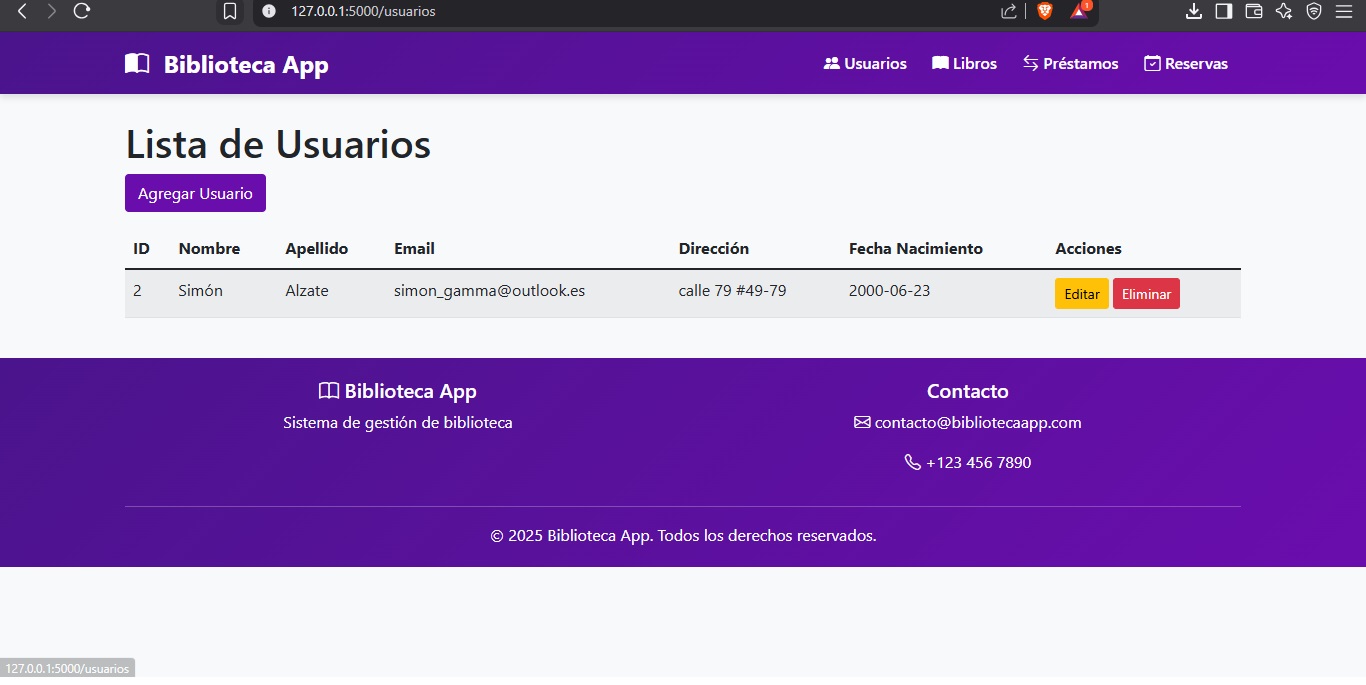 127.0.0.1:5000/usuarios
1
Biblioteca App
Usuarios Libros Préstamos Reservas
Lista de Usuarios
Agregar Usuario
ID Nombre Apellido Email Dirección Fecha Nacimiento Acciones
2 Simón Alzate simon_gamma@outlook.es calle 79 #49-79 2000-06-23 Editar Eliminar
Biblioteca App
Sistema de gestión de biblioteca
Contacto
contacto@bibliotecaapp.com
+123 456 7890
© 2025 Biblioteca App. Todos los derechos reservados.
127.0.0.1:5000/usuarios